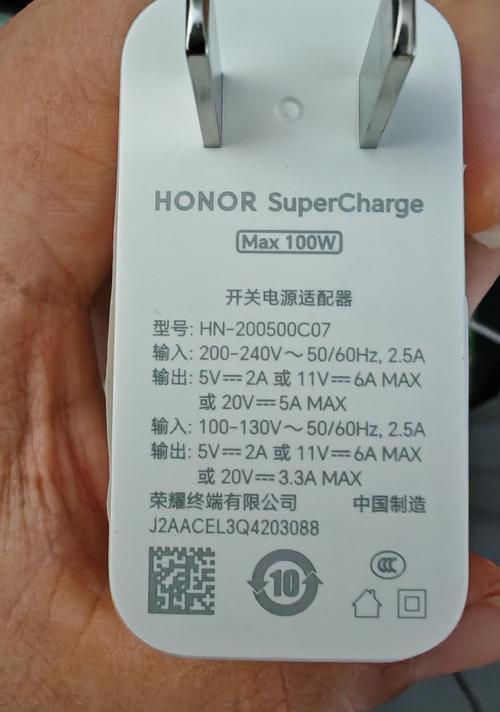 HONOR SuperCharge
Max 100W
开关电源适配器
型号: HN-200500C07
输入: 200-240V～50/60Hz, 2.5A
输出: 5V⎓2A 或 11V⎓6A MAX
或 20V⎓5A MAX
输入: 100-130V～50/60Hz, 2.5A
输出: 5V⎓2A 或 11V⎓6A MAX
或 20V⎓3.3A MAX
荣耀终端有限公司 中国制造
J2AACEL3Q4203088
10
CCC